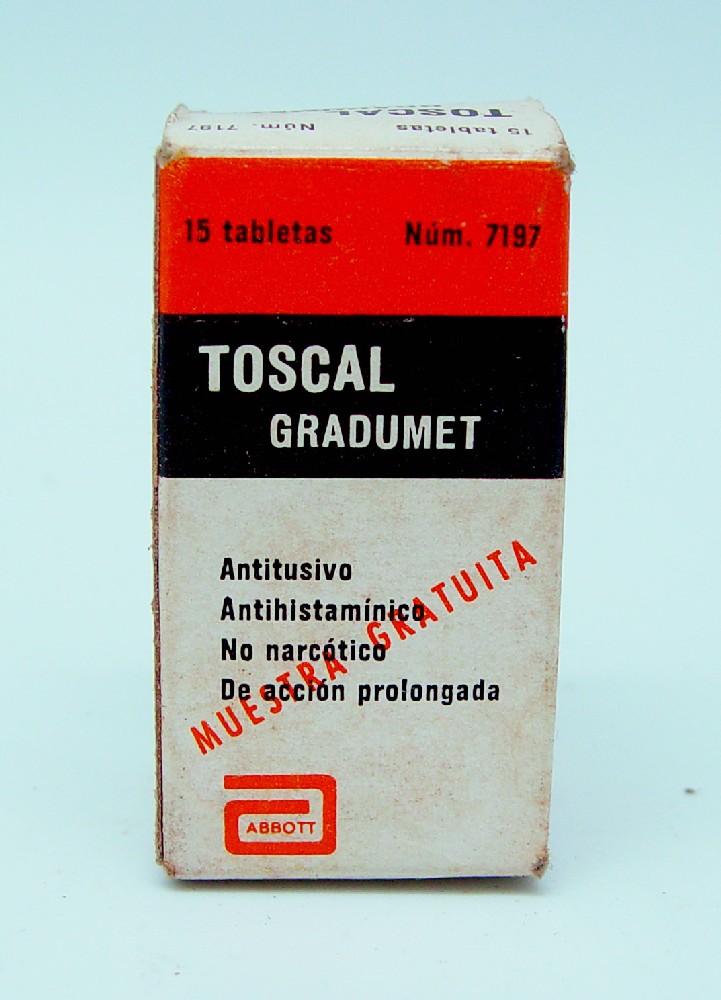 TOSCAL
15 tabletas Núm. 7197
15 tabletas Núm. 7197
TOSCAL
GRADUMET
Antitusivo
Antihistamínico
No narcótico
De acción prolongada
MUESTRA GRATUITA
ABBOTT